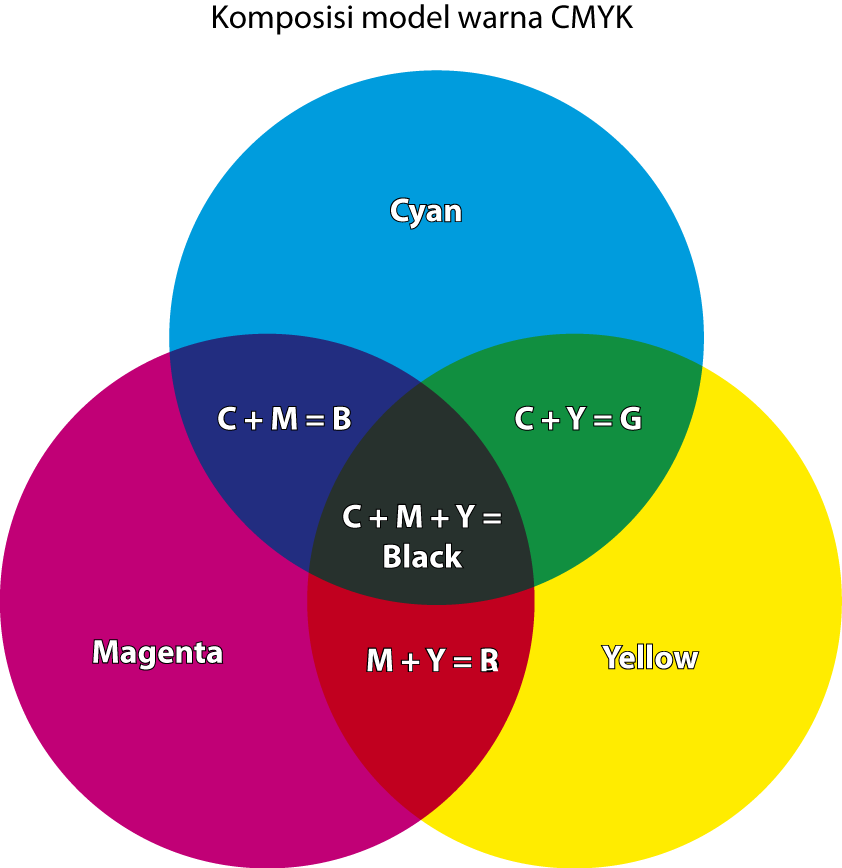 Komposisi model warna CMYK
Cyan
C + M = B
C + Y = G
C + M + Y =
Black
Magenta
M + Y = R
Yellow